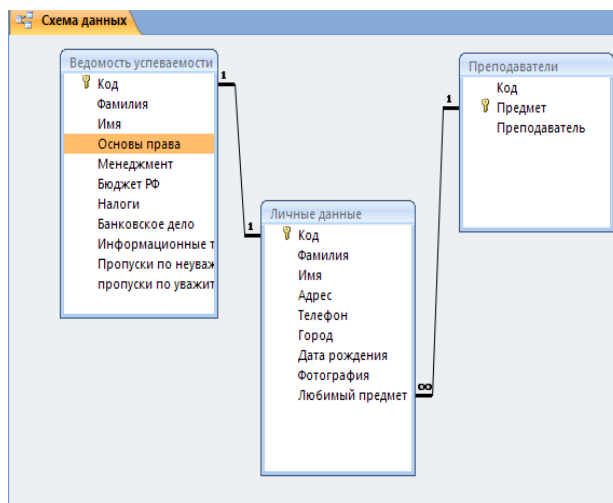 Схема данных
Ведомость успеваемости
Код
Фамилия
Имя
Основы права
Менеджмент
Бюджет РФ
Налоги
Банковское дело
Информационные т
Пропуски по неуваж
пропуски по уважит
1
1
Личные данные
Код
Фамилия
Имя
Адрес
Телефон
Город
Дата рождения
Фотография
Любимый предмет
∞
1
Преподаватели
Код
Предмет
Преподаватель